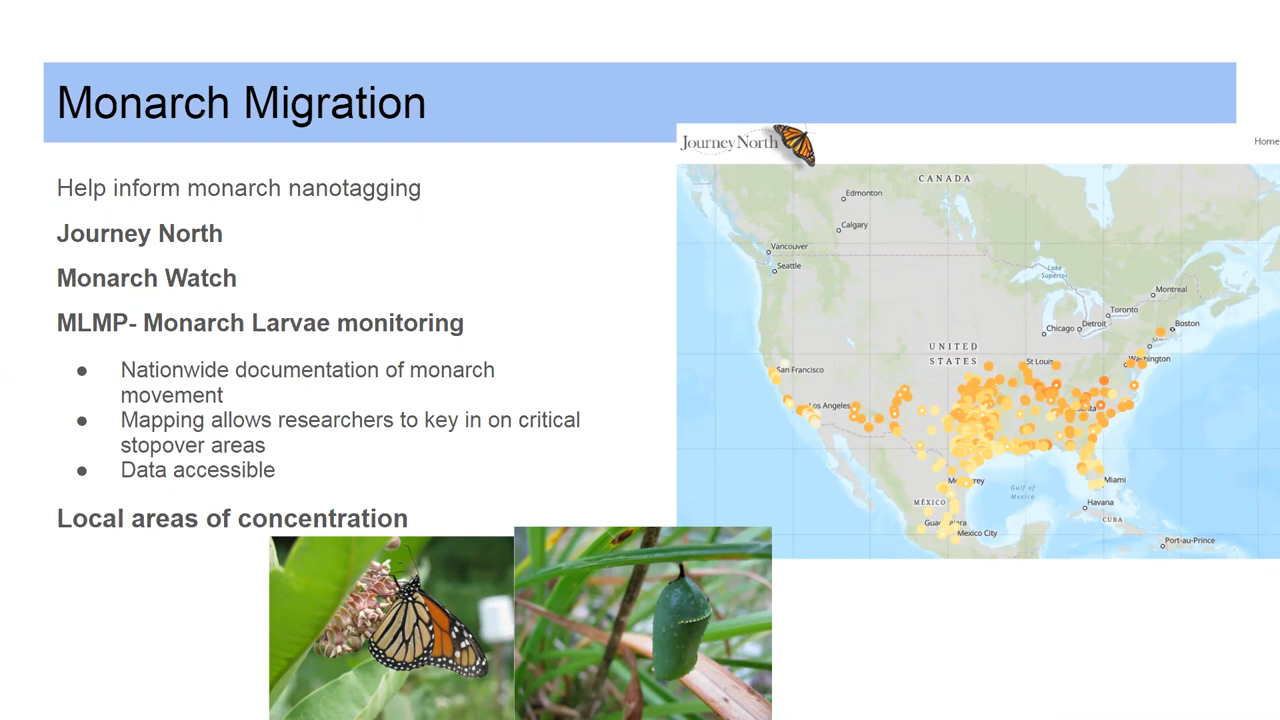 Monarch Migration
Help inform monarch nanotagging
Journey North
Monarch Watch
MLMP- Monarch Larvae monitoring
● Nationwide documentation of monarch
movement
● Mapping allows researchers to key in on critical
stopover areas
● Data accessible
Local areas of concentration
Journey North
Home
CANADA
Edmonton
Calgary
Vancouver
Seattle
Lake
Superior
Montreal
Toronto
Chicago
Detroit
Boston
UNITED
STATES
St Louis
Washington
San Francisco
Los Angeles
Miami
Gulf of
Mexico
MÉXICO
Havana
CUBA
Mexico City
Port-au-Prince